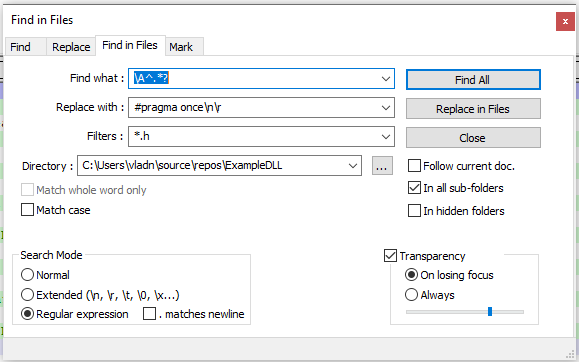 Find in Files
x
Find Replace Find in Files Mark
Find what : \A^.*? Find All
Replace with : #pragma once\n\r Replace in Files
Filters : *.h Close
Directory : C:\Users\vladn\source\repos\ExampleDLL ... Follow current doc.
Match whole word only In all sub-folders
Match case In hidden folders
Search Mode Transparency
Normal On losing focus
Extended (\n, \r, \t, \0, \x...) Always
Regular expression . matches newline